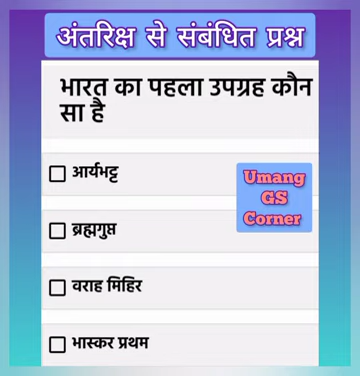 अंतरिक्ष से संबंधित प्रश्न
भारत का पहला उपग्रह कौन
सा है
आर्यभट्ट
Umang
GS
Corner
ब्रह्मगुप्त
वराह मिहिर
भास्कर प्रथम